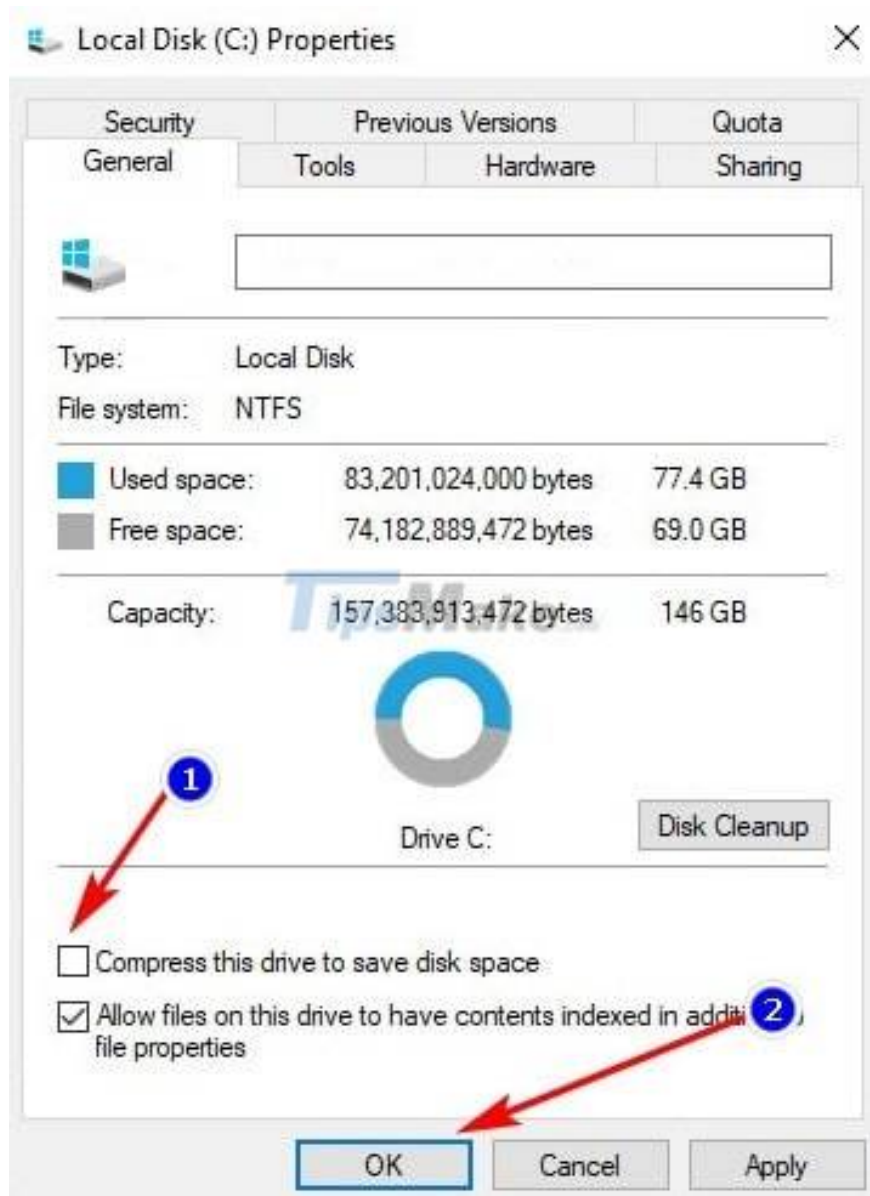 Local Disk (C:) Properties
Security Previous Versions Quota
General Tools Hardware Sharing
Type: Local Disk
File system: NTFS
Used space: 83,201,024,000 bytes 77.4 GB
Free space: 74,182,889,472 bytes 69.0 GB
Capacity: 157,383,913,472 bytes 146 GB
TipsMake
1
Drive C:
Disk Cleanup
Compress this drive to save disk space
Allow files on this drive to have contents indexed in
2
file properties
OK Cancel Apply